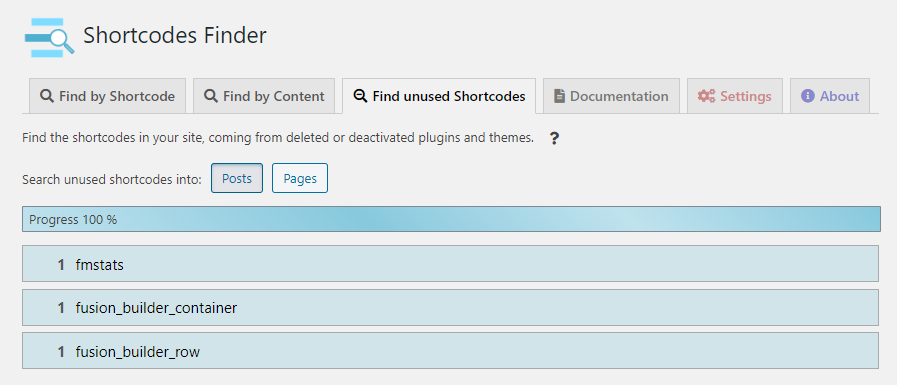 Shortcodes Finder
Find by Shortcode Find by Content Find unused Shortcodes Documentation Settings About
Find the shortcodes in your site, coming from deleted or deactivated plugins and themes. ?
Search unused shortcodes into: Posts Pages
Progress 100 %
1 fmstats
1 fusion_builder_container
1 fusion_builder_row